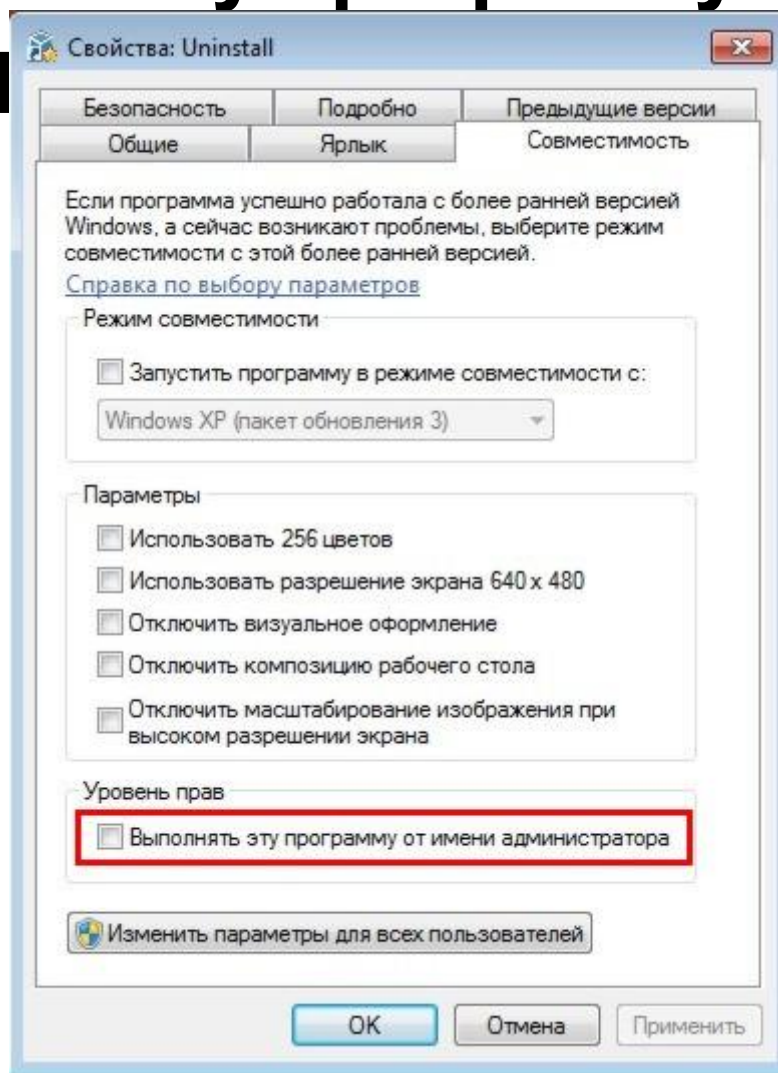 Свойства: Uninstall
Безопасность Подробно Предыдущие версии
Общие Ярлык Совместимость
Если программа успешно работала с более ранней версией
Windows, а сейчас возникают проблемы, выберите режим
совместимости с этой более ранней версией.
Справка по выбору параметров
Режим совместимости
Запустить программу в режиме совместимости с:
Windows XP (пакет обновления 3)
Параметры
Использовать 256 цветов
Использовать разрешение экрана 640 x 480
Отключить визуальное оформление
Отключить композицию рабочего стола
Отключить масштабирование изображения при
высоком разрешении экрана
Уровень прав
Выполнять эту программу от имени администратора
Изменить параметры для всех пользователей
OK Отмена Применить